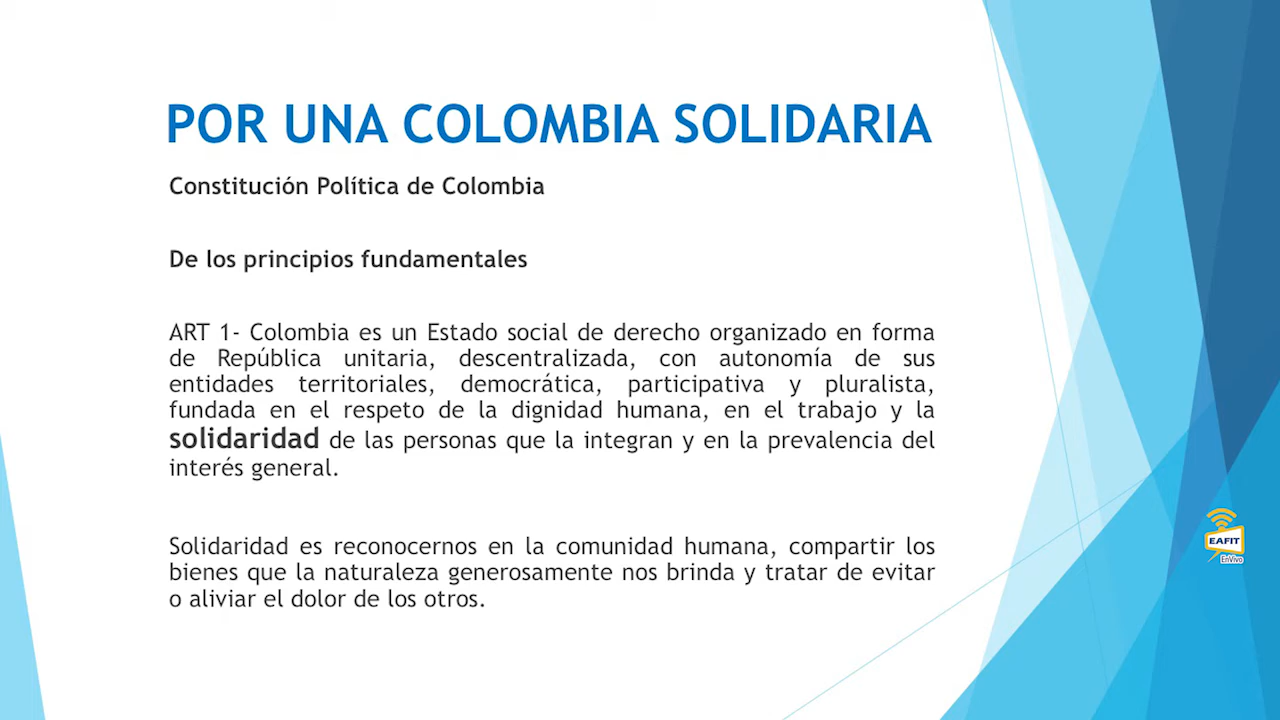 POR UNA COLOMBIA SOLIDARIA
Constitución Política de Colombia
De los principios fundamentales
ART 1- Colombia es un Estado social de derecho organizado en forma
de República unitaria, descentralizada, con autonomía de sus
entidades territoriales, democrática, participativa y pluralista,
fundada en el respeto de la dignidad humana, en el trabajo y la
solidaridad de las personas que la integran y en la prevalencia del
interés general.
Solidaridad es reconocernos en la comunidad humana, compartir los
bienes que la naturaleza generosamente nos brinda y tratar de evitar
o aliviar el dolor de los otros.
EAFIT
EnVivo